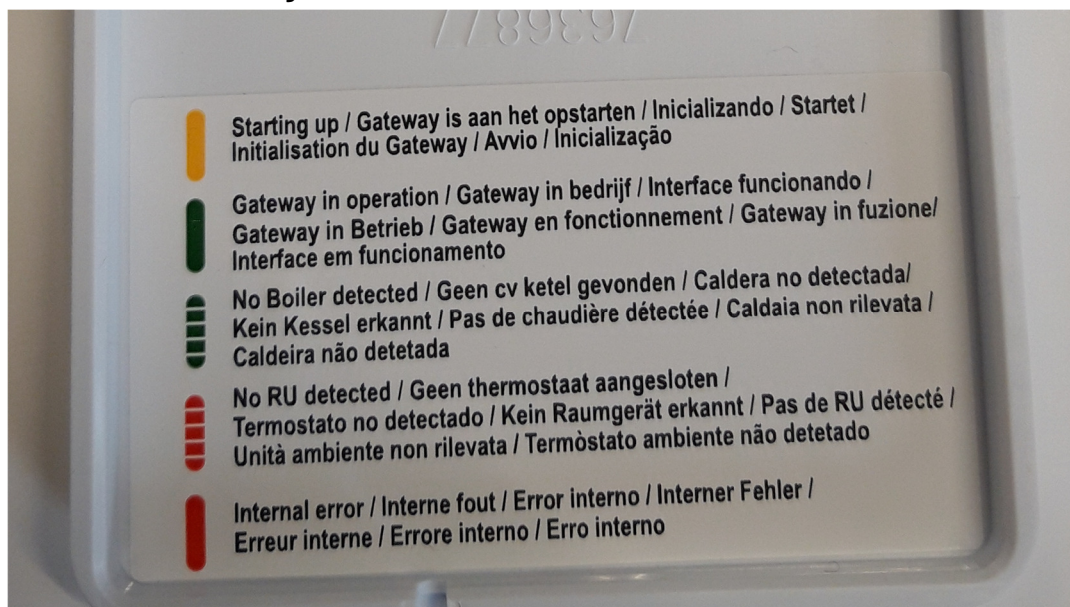 7639877
Starting up / Gateway is aan het opstarten / Inicializando / Startet /
Initialisation du Gateway / Avvio / Inicialização
Gateway in operation / Gateway in bedrijf / Interface funcionando /
Gateway in Betrieb / Gateway en fonctionnement / Gateway in fuzione/
Interface em funcionamento
No Boiler detected / Geen cv ketel gevonden / Caldera no detectada/
Kein Kessel erkannt / Pas de chaudière détectée / Caldaia non rilevata /
Caldeira não detetada
No RU detected / Geen thermostaat aangesloten /
Termostato no detectado / Kein Raumgerät erkannt / Pas de RU détecté /
Unità ambiente non rilevata / Termòstato ambiente não detetado
Internal error / Interne fout / Error interno / Interner Fehler /
Erreur interne / Errore interno / Erro interno